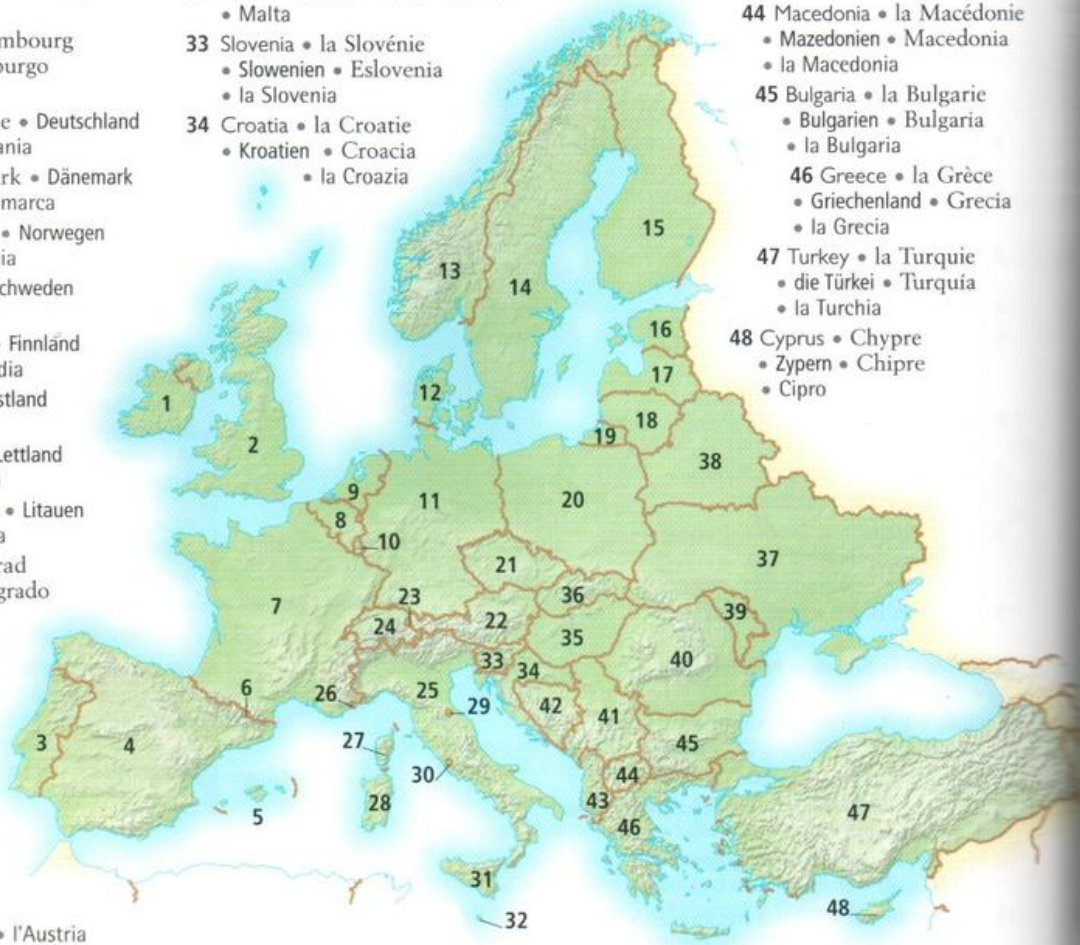 • Malta
33 Slovenia • la Slovénie
• Slowenien • Eslovenia
• la Slovenia
34 Croatia • la Croatie
• Kroatien • Croacia
• la Croazia
mbourg
burgo
e • Deutschland
ania
rk • Dänemark
marca
• Norwegen
ia
chweden
Finnland
dia
stland
Lettland
• Litauen
a
rad
grado
• l'Austria
44 Macedonia • la Macédonie
• Mazedonien • Macedonia
• la Macedonia
45 Bulgaria • la Bulgarie
• Bulgarien • Bulgaria
• la Bulgaria
46 Greece • la Grèce
• Griechenland • Grecia
• la Grecia
47 Turkey • la Turquie
• die Türkei • Turquía
• la Turchia
48 Cyprus • Chypre
• Zypern • Chipre
• Cipro
15
13
14
16
17
12
1
18
19
2
38
9
11
20
8
10
37
21
23
36
7
22
39
24
35
33
34
40
6
26
25
42
29
41
3
4
27
45
30
44
28
43
5
47
46
31
48
32